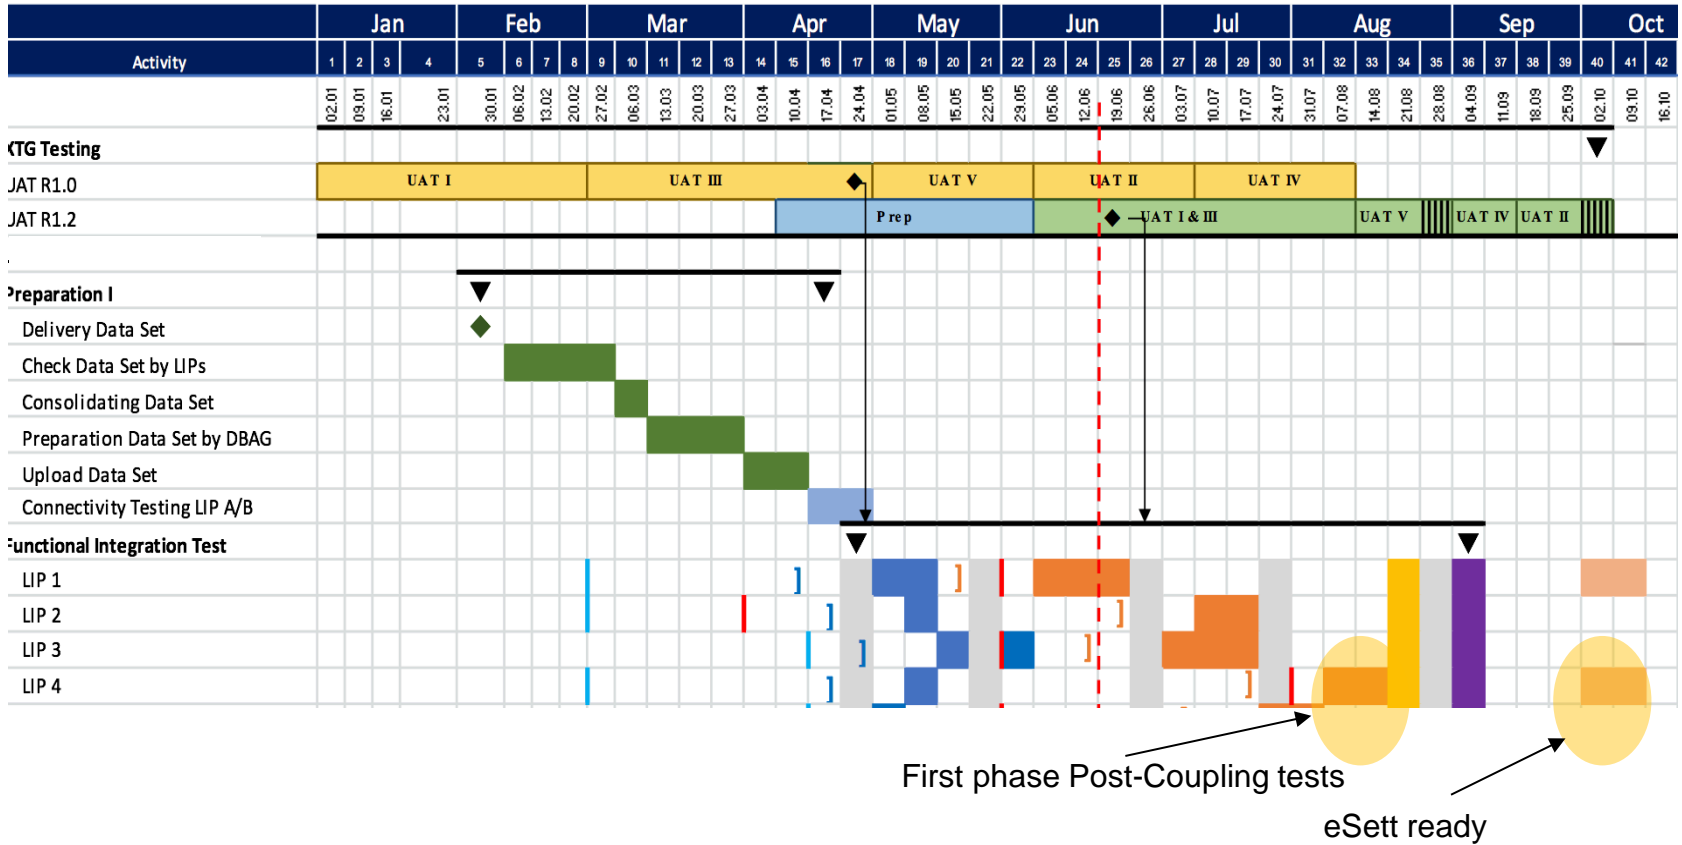 Jan Feb Mar Apr May Jun Jul Aug Sep Oct
Activity 1 2 3 4 5 6 7 8 9 10 11 12 13 14 15 16 17 18 19 20 21 22 23 24 25 26 27 28 29 30 31 32 33 34 35 36 37 38 39 40 41 42
02.01 09.01 16.01 23.01 30.01 06.02 13.02 20.02 27.02 06.03 13.03 20.03 27.03 03.04 10.04 17.04 24.04 01.05 08.05 15.05 22.05 29.05 05.06 12.06 19.06 26.06 03.07 10.07 17.07 24.07 31.07 07.08 14.08 21.08 28.08 04.09 11.09 18.09 25.09 02.10 09.10 16.10
XTG Testing
UAT R1.0 UAT I UAT III UAT V UAT II UAT IV
UAT R1.2 Prep UAT I & III UAT V UAT IV UAT II
Preparation I
Delivery Data Set
Check Data Set by LIPs
Consolidating Data Set
Preparation Data Set by DBAG
Upload Data Set
Connectivity Testing LIP A/B
Functional Integration Test
LIP 1
LIP 2
LIP 3
LIP 4
First phase Post-Coupling tests
eSett ready